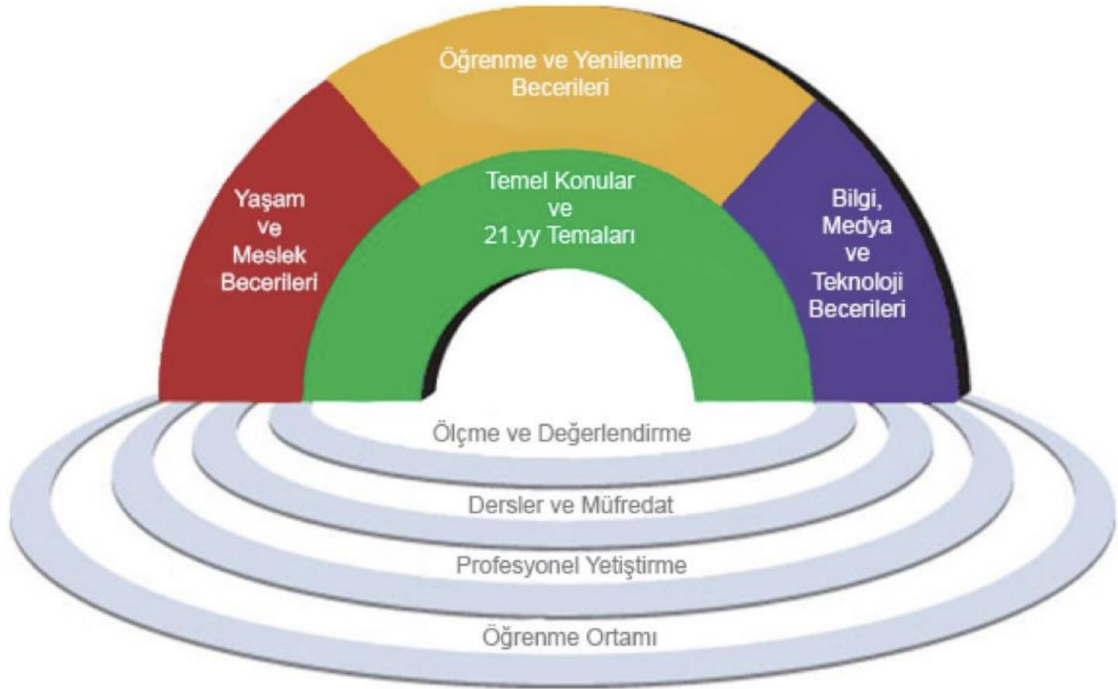 Öğrenme ve Yenilenme
Becerileri
Yaşam
ve
Meslek
Becerileri
Temel Konular
ve
21.yy Temaları
Bilgi,
Medya
ve
Teknoloji
Becerileri
Ölçme ve Değerlendirme
Dersler ve Müfredat
Profesyonel Yetiştirme
Öğrenme Ortamı